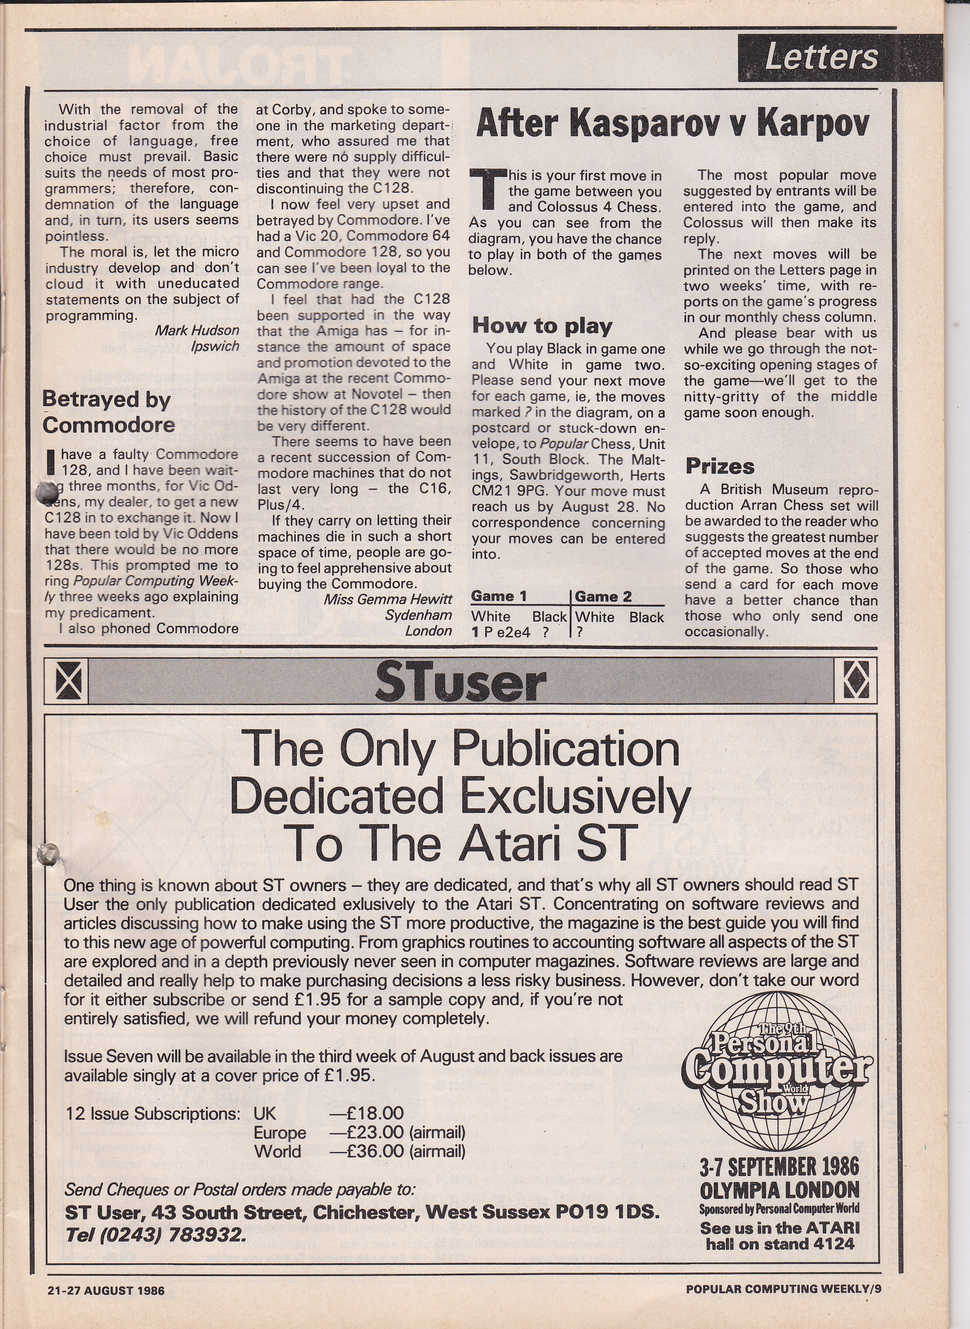 Letters
With the removal of the
industrial factor from the
choice of language, free
choice must prevail. Basic
suits the needs of most pro-
grammers; therefore, con-
demnation of the language
and, in turn, its users seems
pointless.
The moral is, let the micro
industry develop and don't
cloud it with uneducated
statements on the subject of
programming.
Mark Hudson
Ipswich
Betrayed by
Commodore
I have a faulty Commodore
128, and I have been wait-
ing three months, for Vic Od-
dens, my dealer, to get a new
C128 in to exchange it. Now I
have been told by Vic Oddens
that there would be no more
128s. This prompted me to
ring Popular Computing Week-
ly three weeks ago explaining
my predicament.
I also phoned Commodore
at Corby, and spoke to some-
one in the marketing depart-
ment, who assured me that
there were no supply difficul-
ties and that they were not
discontinuing the C128.
I now feel very upset and
betrayed by Commodore. I've
had a Vic 20, Commodore 64
and Commodore 128, so you
can see I've been loyal to the
Commodore range.
I feel that had the C128
been supported in the way
that the Amiga has – for in-
stance the amount of space
and promotion devoted to the
Amiga at the recent Commo-
dore show at Novotel – then
the history of the C128 would
be very different.
There seems to have been
a recent succession of Com-
modore machines that do not
last very long – the C16,
Plus/4.
If they carry on letting their
machines die in such a short
space of time, people are go-
ing to feel apprehensive about
buying the Commodore.
Miss Gemma Hewitt
Sydenham
London
After Kasparov v Karpov
This is your first move in
the game between you
and Colossus 4 Chess.
As you can see from the
diagram, you have the chance
to play in both of the games
below.
How to play
You play Black in game one
and White in game two.
Please send your next move
for each game, ie, the moves
marked ? in the diagram, on a
postcard or stuck-down en-
velope, to Popular Chess, Unit
11, South Block. The Malt-
ings, Sawbridgeworth, Herts
CM21 9PG. Your move must
reach us by August 28. No
correspondence concerning
your moves can be entered
into.
Game 1 Game 2
White Black White Black
1 P e2e4 ? ?
The most popular move
suggested by entrants will be
entered into the game, and
Colossus will then make its
reply.
The next moves will be
printed on the Letters page in
two weeks' time, with re-
ports on the game's progress
in our monthly chess column.
And please bear with us
while we go through the not-
so-exciting opening stages of
the game—we'll get to the
nitty-gritty of the middle
game soon enough.
Prizes
A British Museum repro-
duction Arran Chess set will
be awarded to the reader who
suggests the greatest number
of accepted moves at the end
of the game. So those who
send a card for each move
have a better chance than
those who only send one
occasionally.
STuser
The Only Publication
Dedicated Exclusively
To The Atari ST
One thing is known about ST owners – they are dedicated, and that's why all ST owners should read ST
User the only publication dedicated exlusively to the Atari ST. Concentrating on software reviews and
articles discussing how to make using the ST more productive, the magazine is the best guide you will find
to this new age of powerful computing. From graphics routines to accounting software all aspects of the ST
are explored and in a depth previously never seen in computer magazines. Software reviews are large and
detailed and really help to make purchasing decisions a less risky business. However, don't take our word
for it either subscribe or send £1.95 for a sample copy and, if you're not
entirely satisfied, we will refund your money completely.
Issue Seven will be available in the third week of August and back issues are
available singly at a cover price of £1.95.
12 Issue Subscriptions: UK —£18.00
Europe —£23.00 (airmail)
World —£36.00 (airmail)
Send Cheques or Postal orders made payable to:
ST User, 43 South Street, Chichester, West Sussex PO19 1DS.
Tel (0243) 783932.
The 9th
Personal
Computer
World
Show
3-7 SEPTEMBER 1986
OLYMPIA LONDON
Sponsored by Personal Computer World
See us in the ATARI
hall on stand 4124
21-27 AUGUST 1986
POPULAR COMPUTING WEEKLY/9